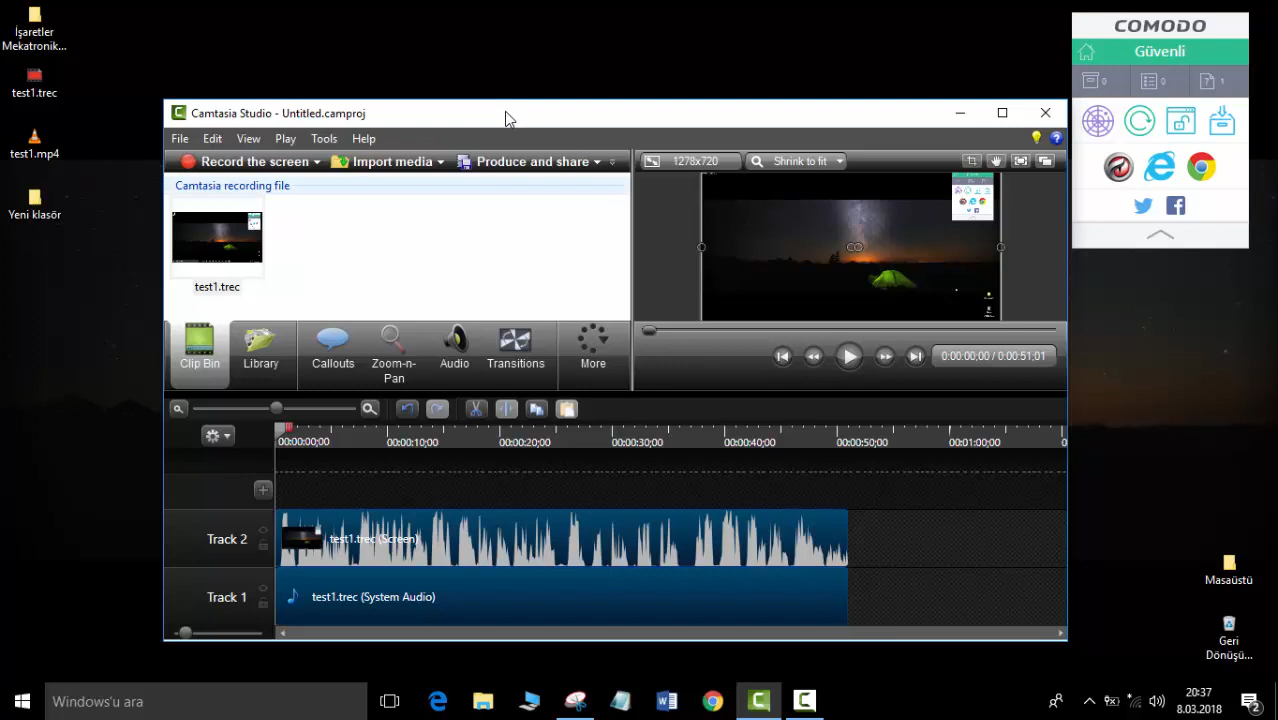 İşaretler
Mekatronik...
test1.trec
test1.mp4
Yeni klasör
COMODO
Güvenli
0
0
1
Camtasia Studio - Untitled.camproj
File Edit View Play Tools Help
Record the screen Import media Produce and share
1278x720 Shrink to fit
Camtasia recording file
test1.trec
Clip Bin
Library
Callouts
Zoom-n-
Pan
Audio
Transitions
More
0:00:00;00 / 0:00:51;01
00:00:00;00 00:00:10;00 00:00:20;00 00:00:30;00 00:00:40;00 00:00:50;00 00:01:00;00 0
Track 2
test1.trec (Screen)
Track 1
test1.trec (System Audio)
Masaüstü
Geri
Dönüşü...
Windows'u ara
20:37
8.03.2018
2